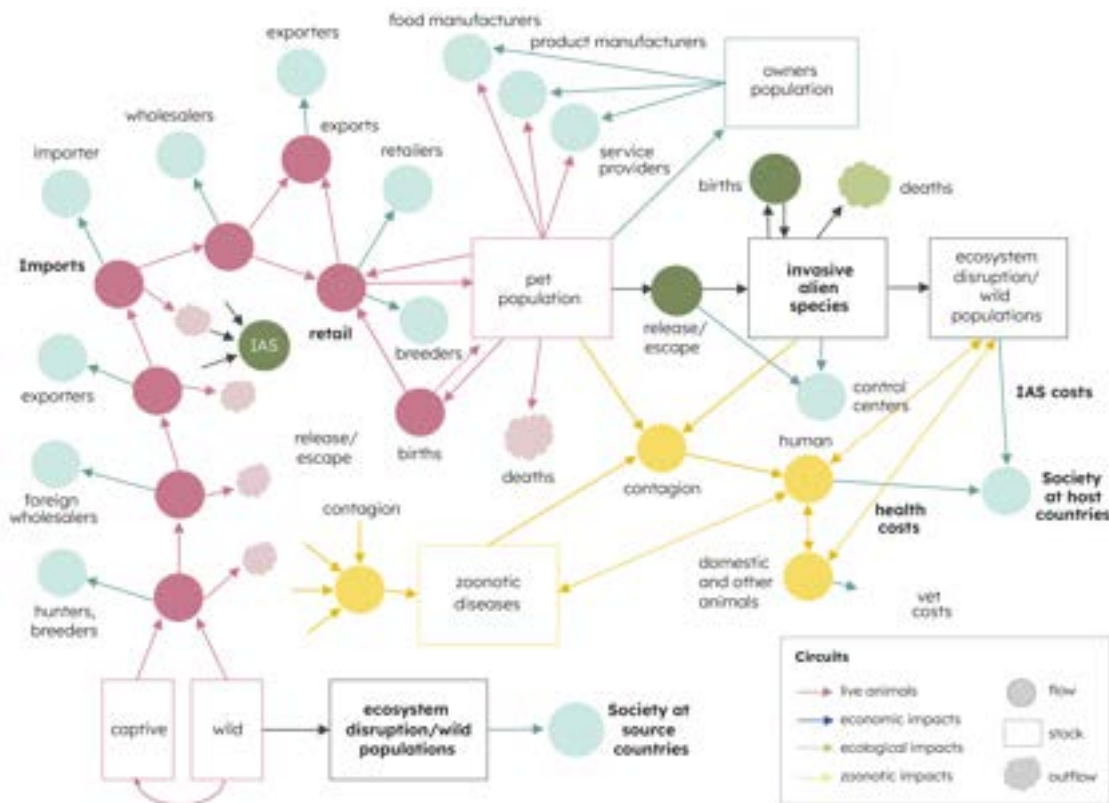 food manufacturers
exporters
product manufacturers
owners
population
wholesalers
exports
importer
retailers
service
providers
births
deaths
Imports
pet
population
invasive
alien
species
ecosystem
disruption/
wild
populations
IAS
retail
breeders
release/
escape
exporters
control
centers
IAS costs
release/
escape
births
deaths
human
foreign
wholesalers
contagion
contagion
health
costs
Society
at host
countries
hunters,
breeders
zoonotic
diseases
domestic
and other
animals
vet
costs
captive
wild
ecosystem
disruption/wild
populations
Society at
source
countries
Circuits
live animals
economic impacts
ecological impacts
zoonotic impacts
flow
stock
outflow